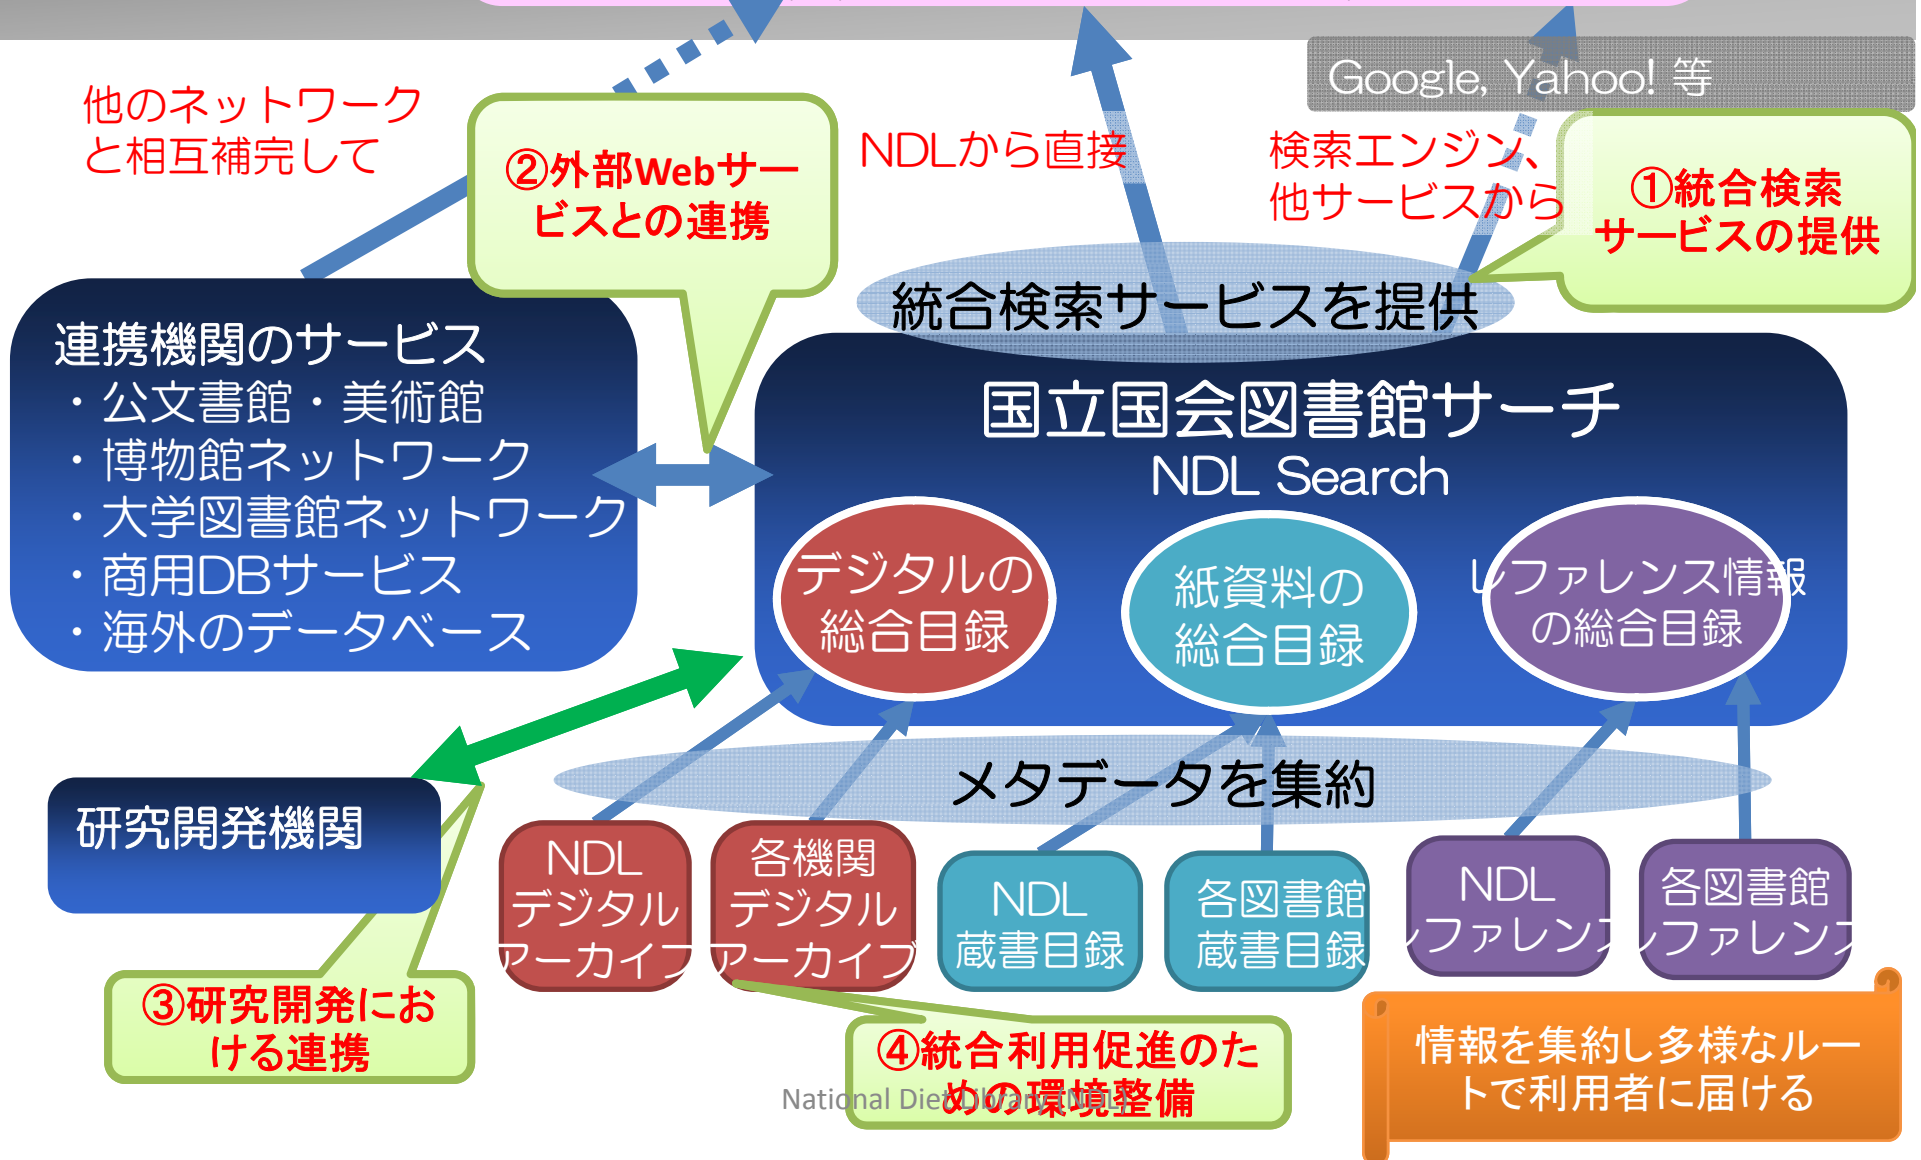 Google, Yahoo! 等
他のネットワーク
と相互補完して
②外部Webサー
ビスとの連携
NDLから直接
検索エンジン、
他サービスから
①統合検索
サービスの提供
統合検索サービスを提供
連携機関のサービス
・公文書館・美術館
・博物館ネットワーク
・大学図書館ネットワーク
・商用DBサービス
・海外のデータベース
国立国会図書館サーチ
NDL Search
デジタルの
総合目録
紙資料の
総合目録
レファレンス情報
の総合目録
メタデータを集約
研究開発機関
NDL
デジタル
アーカイブ
各機関
デジタル
アーカイブ
NDL
蔵書目録
各図書館
蔵書目録
NDL
レファレンス
各図書館
レファレンス
③研究開発にお
ける連携
④統合利用促進のた
めの環境整備
情報を集約し多様なルー
トで利用者に届ける
National Diet Library (NDL)